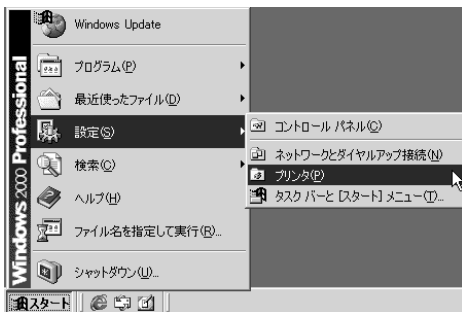 Windows 2000 Professional
Windows Update
プログラム(P)
最近使ったファイル(D)
設定(S)
検索(C)
ヘルプ(H)
ファイル名を指定して実行(R)...
シャットダウン(U)...
コントロール パネル(C)
ネットワークとダイヤルアップ接続(N)
プリンタ(P)
タスク バーと [スタート] メニュー(T)...
スタート